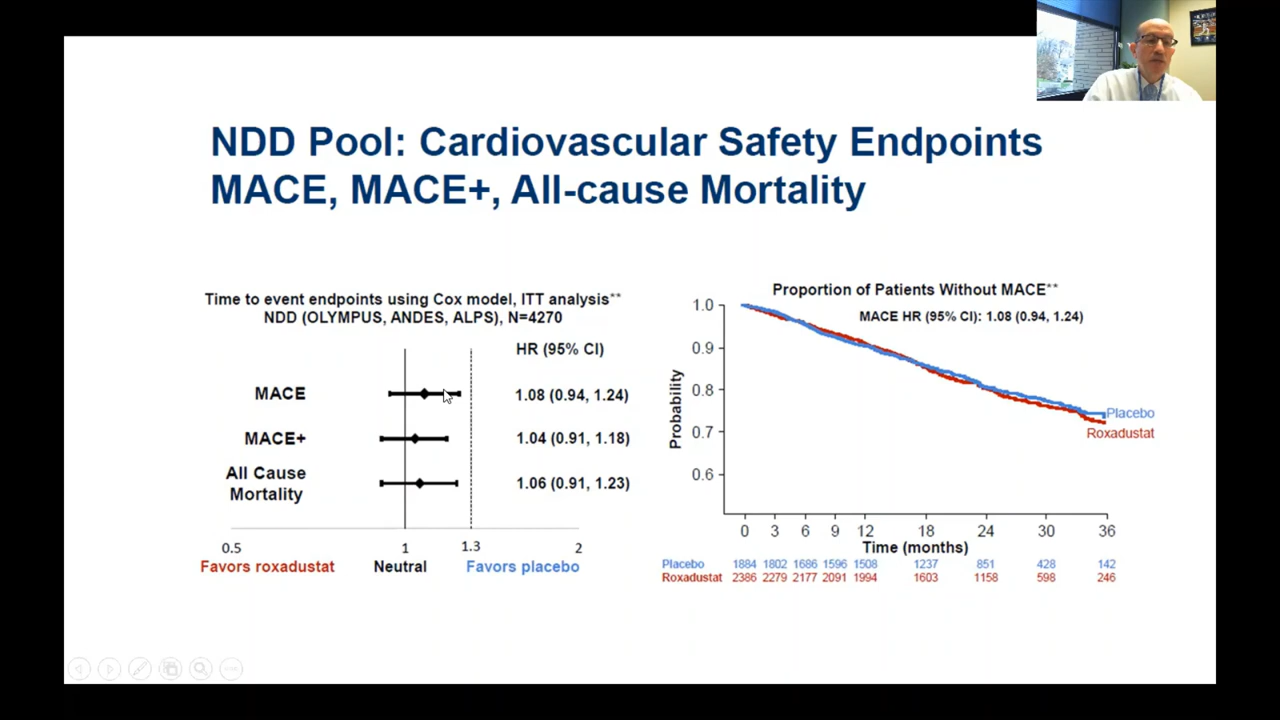 NDD Pool: Cardiovascular Safety Endpoints
MACE, MACE+, All-cause Mortality
Time to event endpoints using Cox model, ITT analysis**
NDD (OLYMPUS, ANDES, ALPS), N=4270
HR (95% CI)
MACE
1.08 (0.94, 1.24)
MACE+
1.04 (0.91, 1.18)
All Cause
Mortality
1.06 (0.91, 1.23)
0.5 1 1.3 2
Favors roxadustat Neutral Favors placebo
Proportion of Patients Without MACE**
MACE HR (95% CI): 1.08 (0.94, 1.24)
Probability
1.0
0.9
0.8
0.7
0.6
Placebo
Roxadustat
0 3 6 9 12 18 24 30 36
Time (months)
Placebo 1884 1802 1686 1596 1508 1237 851 428 142
Roxadustat 2386 2279 2177 2091 1994 1603 1158 598 246